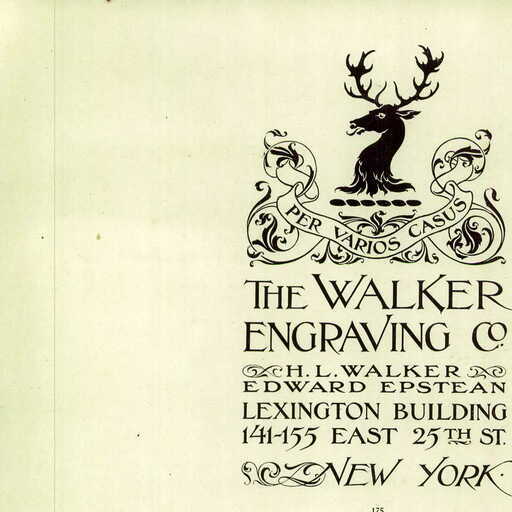 PER VARIOS CASUS
THE WALKER
ENGRAVING CO.
H. L. WALKER
EDWARD EPSTEAN
LEXINGTON BUILDING
141-155 EAST 25TH ST.
NEW YORK.
175